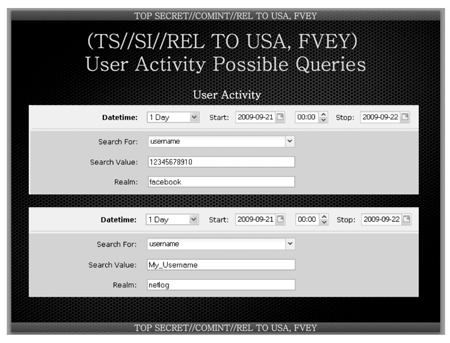 TOP SECRET//COMINT//REL TO USA, FVEY
(TS//SI//REL TO USA, FVEY)
User Activity Possible Queries
User Activity
Datetime: 1 Day Start: 2009-09-21 00:00 Stop: 2009-09-22
Search For: username
Search Value: 12345678910
Realm: facebook
Datetime: 1 Day Start: 2009-09-21 00:00 Stop: 2009-09-22
Search For: username
Search Value: My_Username
Realm: netlog
TOP SECRET//COMINT//REL TO USA, FVEY